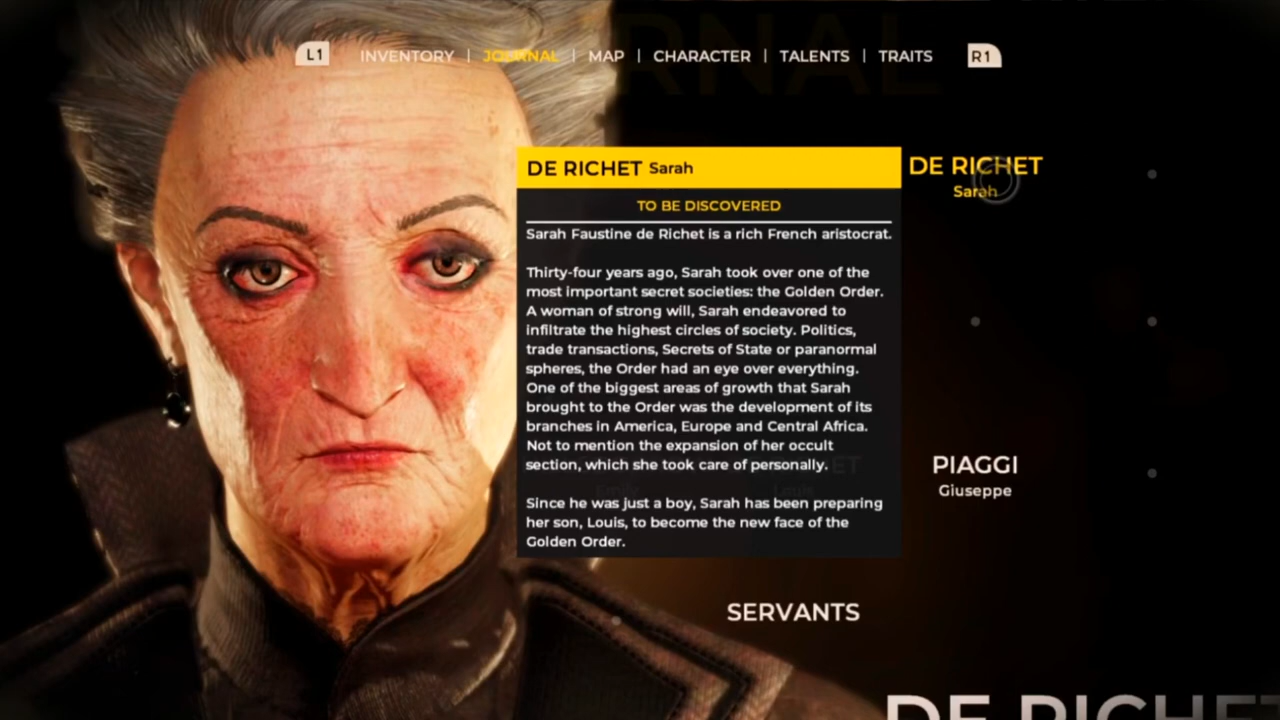 L1 INVENTORY | JOURNAL | MAP | CHARACTER | TALENTS | TRAITS R1
DE RICHET Sarah
TO BE DISCOVERED
Sarah Faustine de Richet is a rich French aristocrat.
Thirty-four years ago, Sarah took over one of the
most important secret societies: the Golden Order.
A woman of strong will, Sarah endeavored to
infiltrate the highest circles of society. Politics,
trade transactions, Secrets of State or paranormal
spheres, the Order had an eye over everything.
One of the biggest areas of growth that Sarah
brought to the Order was the development of its
branches in America, Europe and Central Africa.
Not to mention the expansion of her occult
section, which she took care of personally.
Since he was just a boy, Sarah has been preparing
her son, Louis, to become the new face of the
Golden Order.
DE RICHET
Sarah
PIAGGI
Giuseppe
SERVANTS
DE RICHET